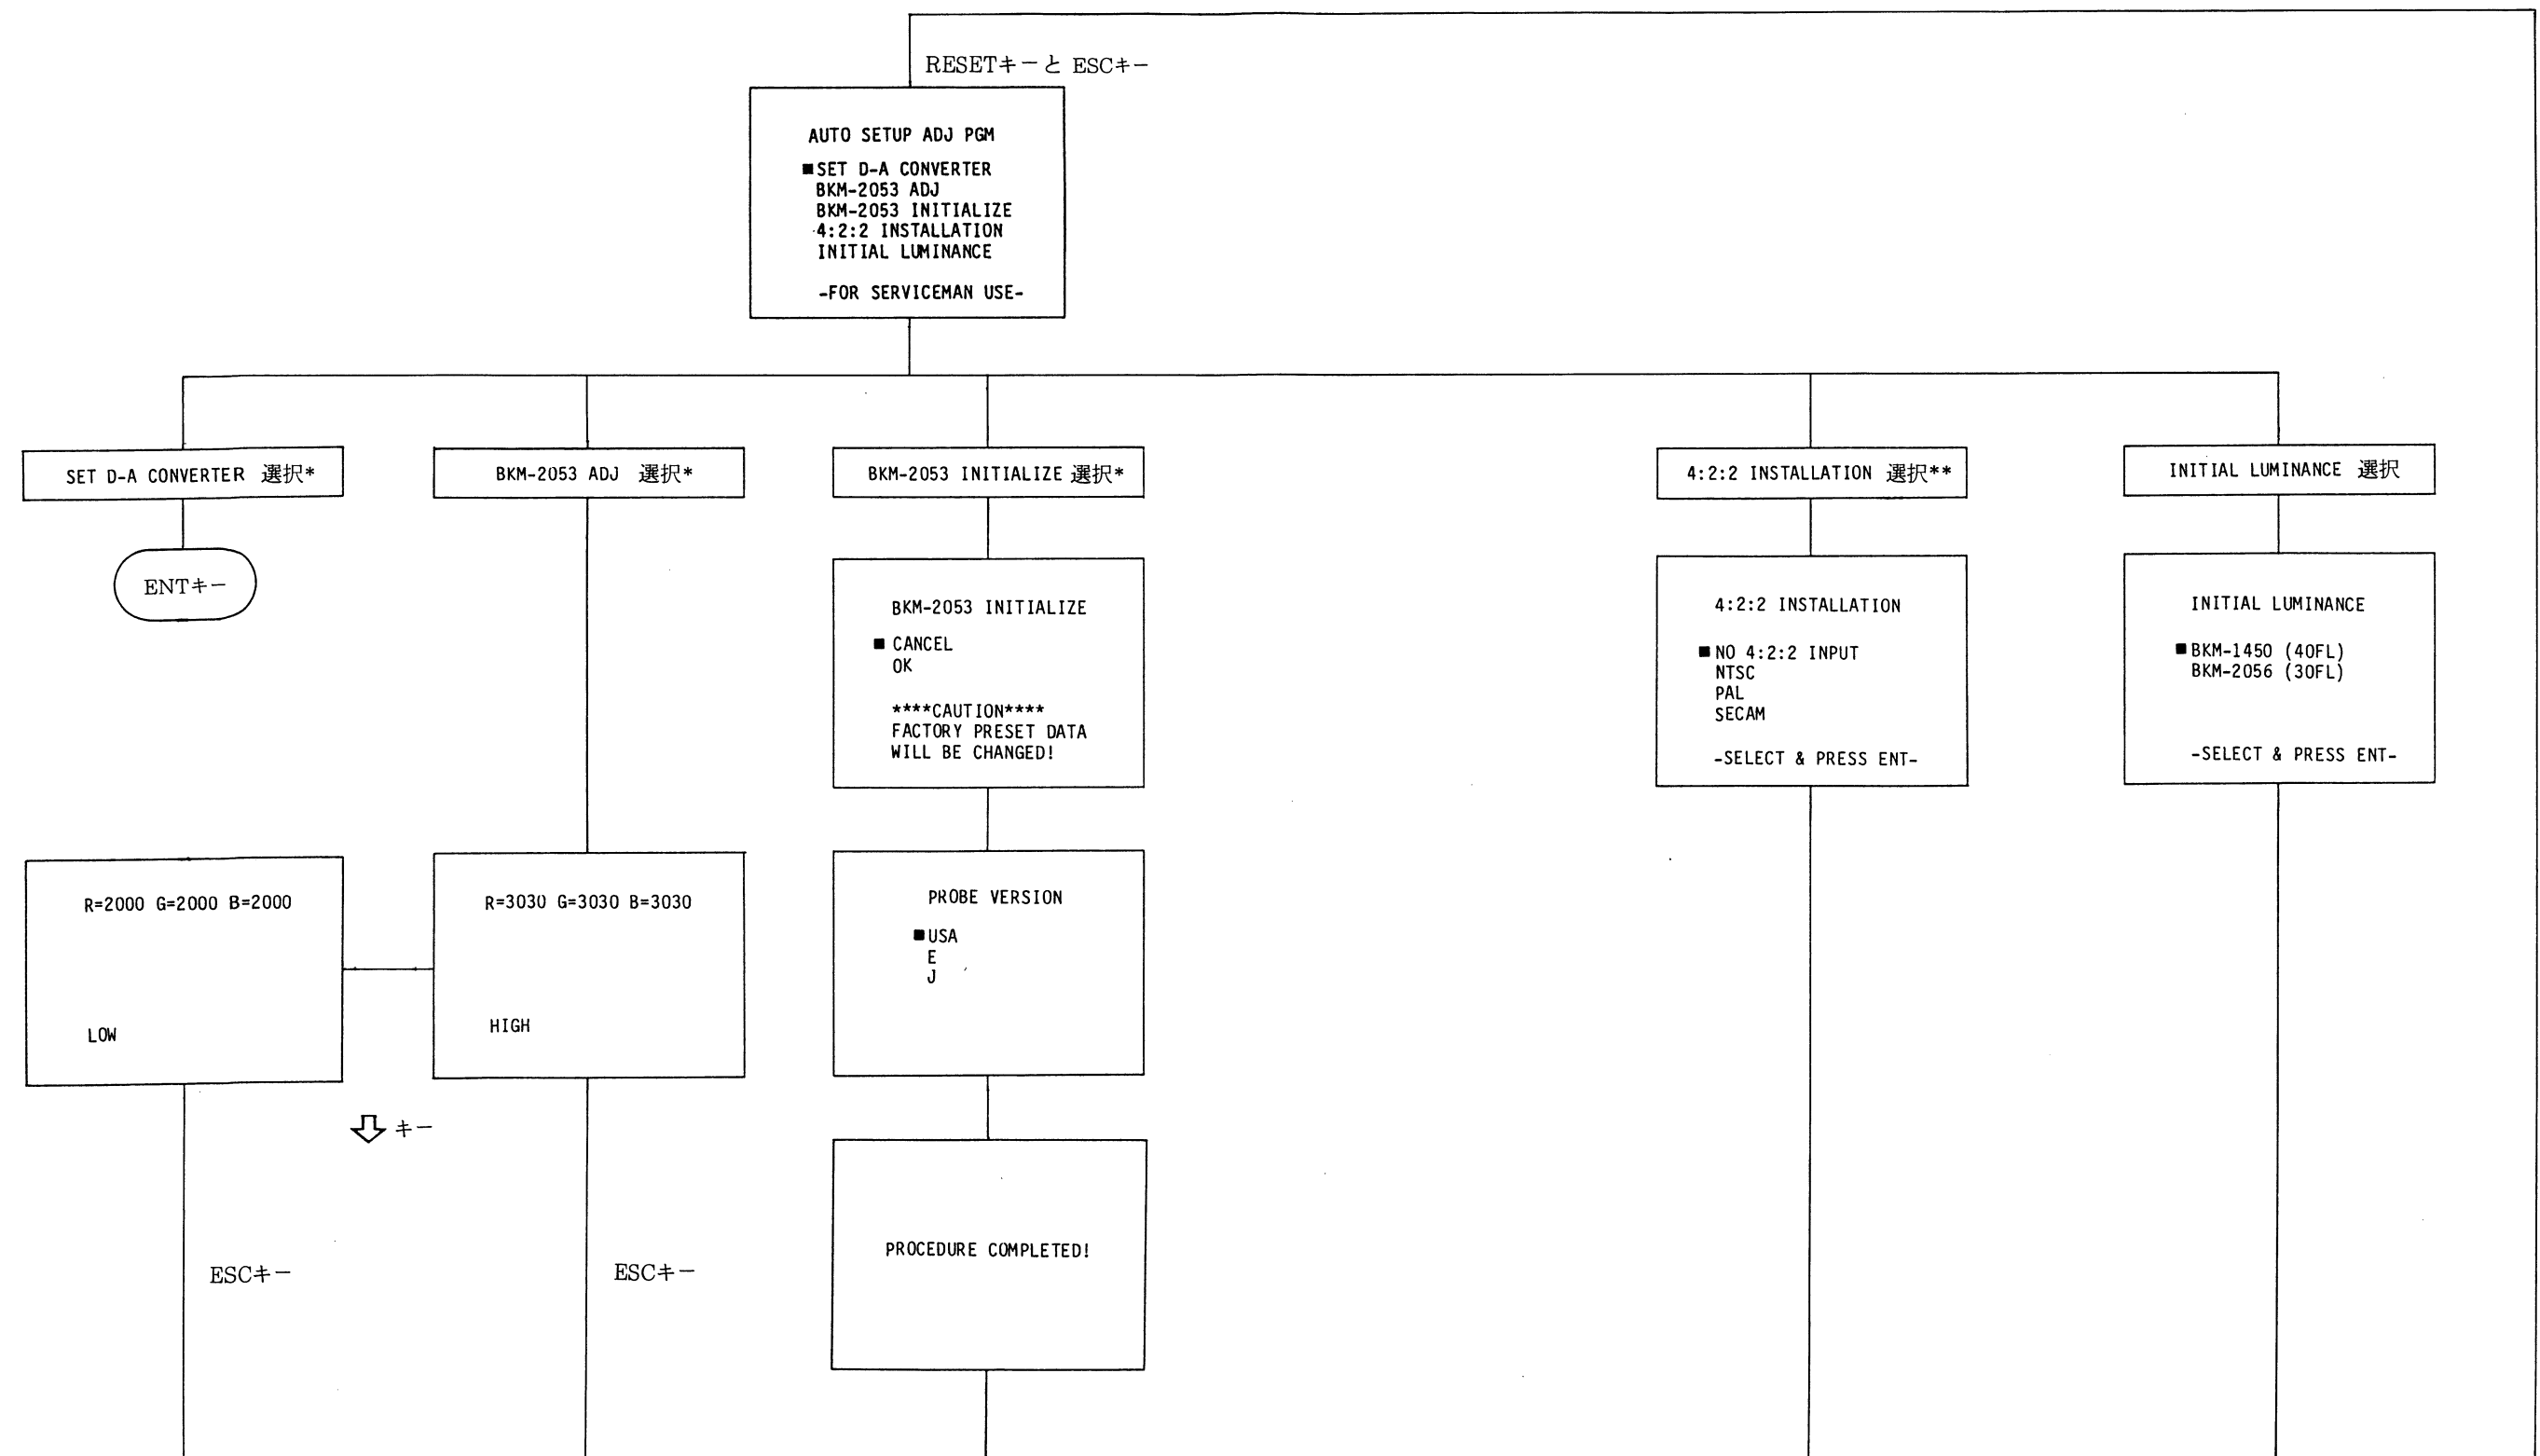 RESETキーと ESCキー
AUTO SETUP ADJ PGM
■SET D-A CONVERTER
BKM-2053 ADJ
BKM-2053 INITIALIZE
4:2:2 INSTALLATION
INITIAL LUMINANCE
-FOR SERVICEMAN USE-
SET D-A CONVERTER 選択*
BKM-2053 ADJ 選択*
BKM-2053 INITIALIZE 選択*
4:2:2 INSTALLATION 選択**
INITIAL LUMINANCE 選択
ENTキー
BKM-2053 INITIALIZE
■ CANCEL
OK
****CAUTION****
FACTORY PRESET DATA
WILL BE CHANGED!
4:2:2 INSTALLATION
■NO 4:2:2 INPUT
NTSC
PAL
SECAM
-SELECT & PRESS ENT-
INITIAL LUMINANCE
■BKM-1450 (40FL)
BKM-2056 (30FL)
-SELECT & PRESS ENT-
R=2000 G=2000 B=2000
LOW
R=3030 G=3030 B=3030
HIGH
PROBE VERSION
■USA
E
J
⇩ キー
PROCEDURE COMPLETED!
ESCキー
ESCキー